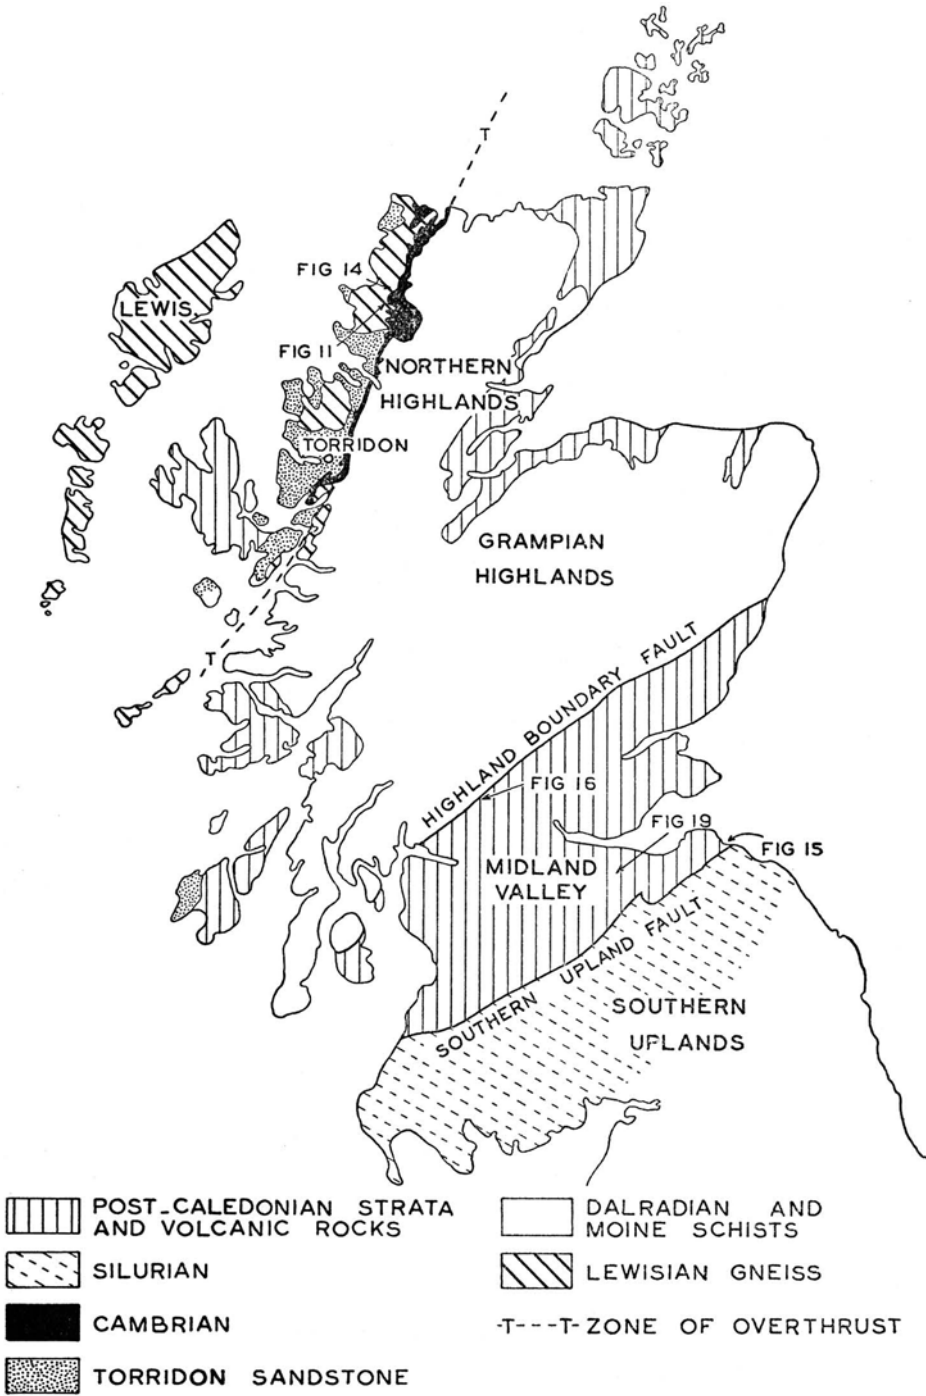 T
FIG 14
LEWIS
FIG 11
NORTHERN
HIGHLANDS
TORRIDON
GRAMPIAN
HIGHLANDS
T
HIGHLAND BOUNDARY FAULT
FIG 16
FIG 19
FIG 15
MIDLAND
VALLEY
SOUTHERN UPLAND FAULT
SOUTHERN
UPLANDS
POST-CALEDONIAN STRATA
AND VOLCANIC ROCKS
SILURIAN
CAMBRIAN
TORRIDON SANDSTONE
DALRADIAN AND
MOINE SCHISTS
LEWISIAN GNEISS
-T----T- ZONE OF OVERTHRUST